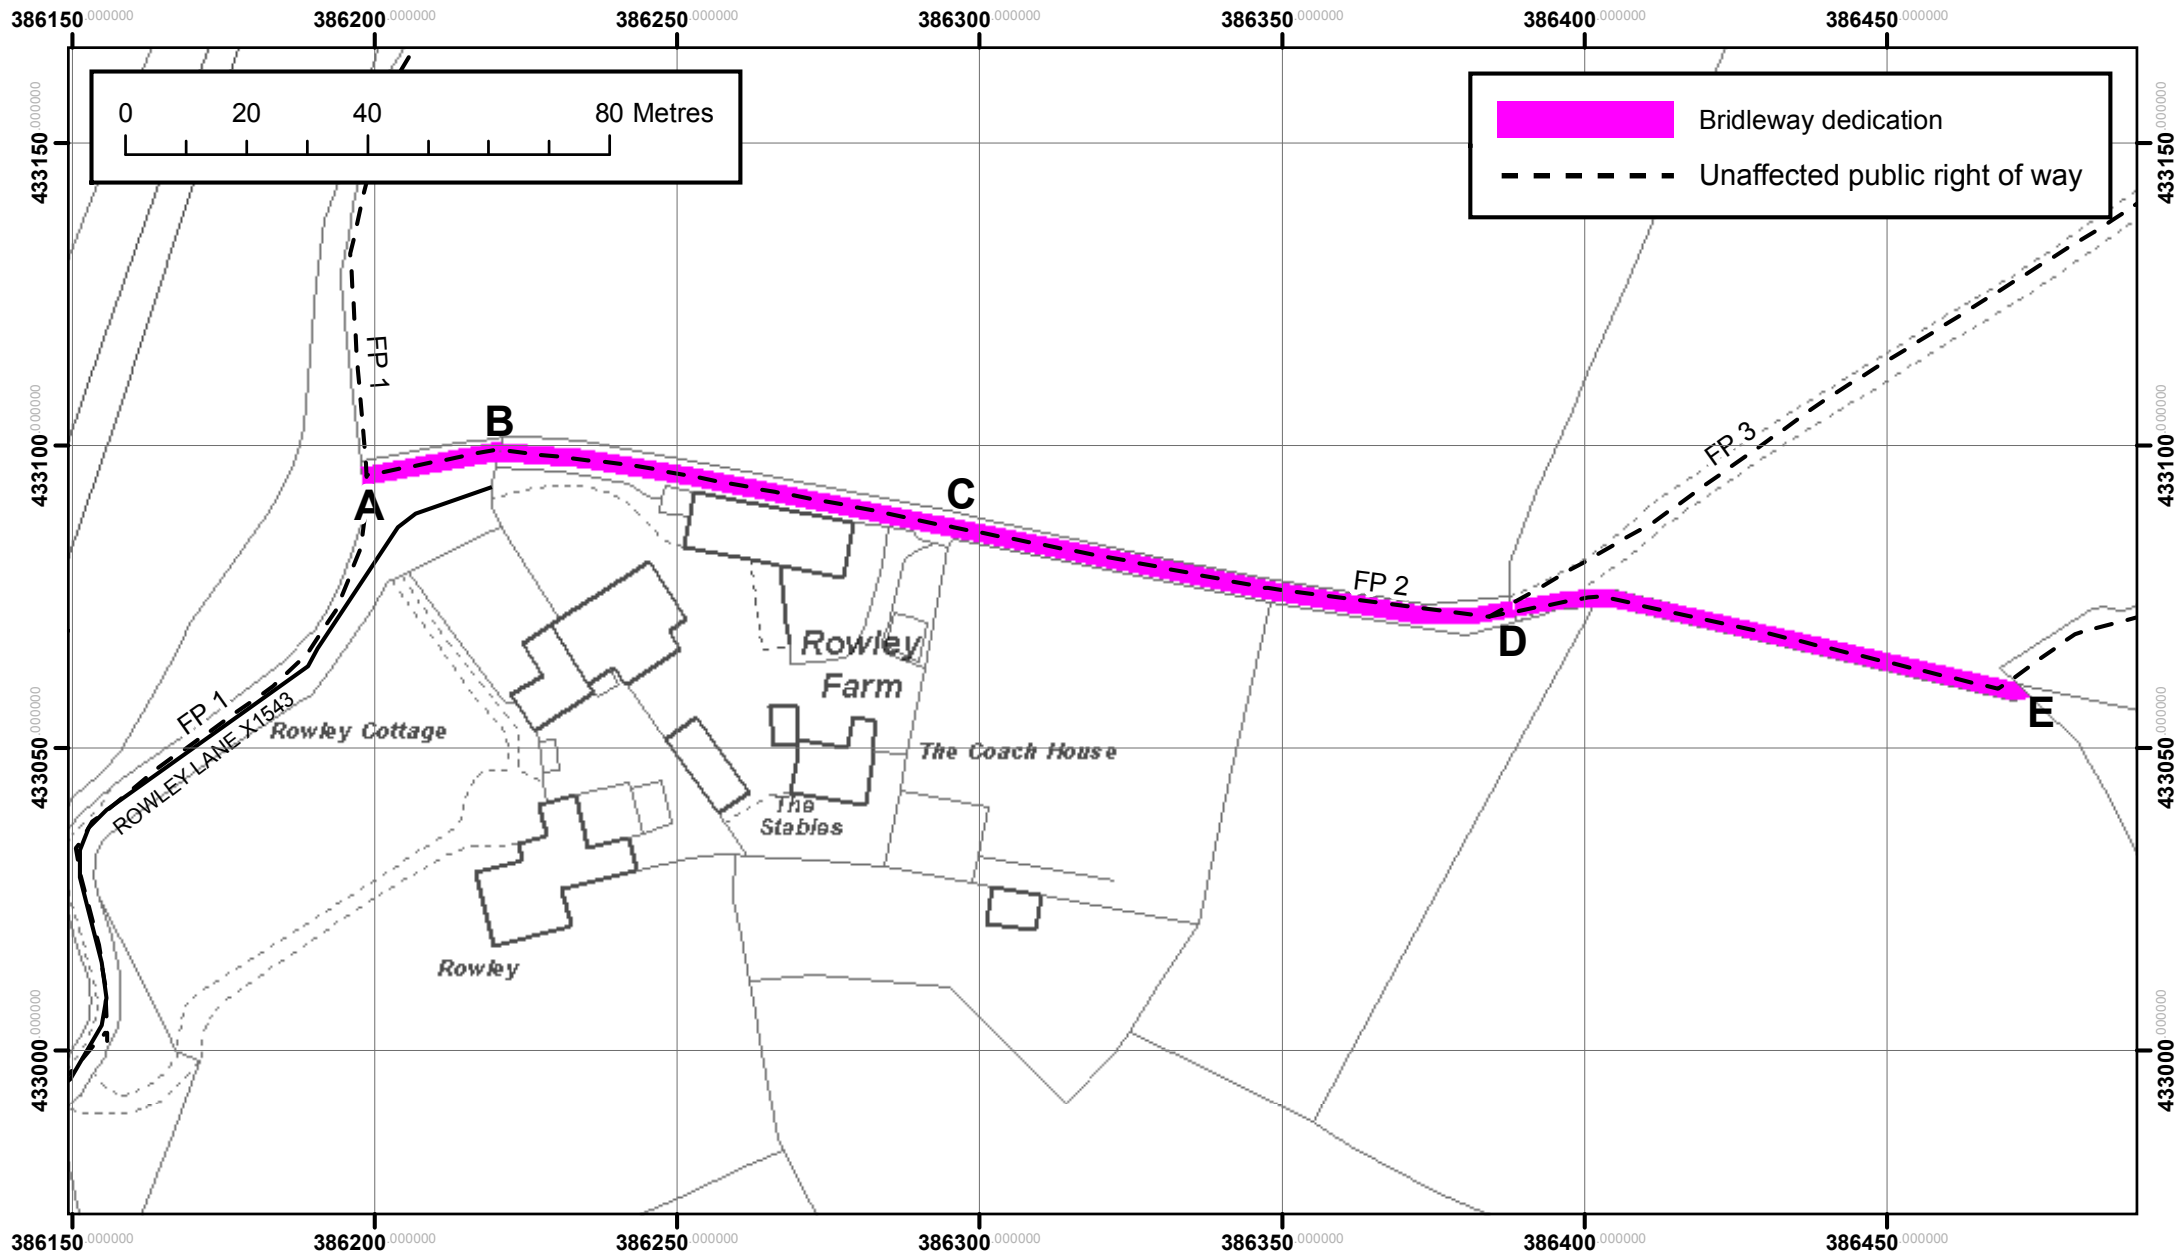 386150.000000 386200.000000 386250.000000 386300.000000 386350.000000 386400.000000 386450.000000
0 20 40 80 Metres
Bridleway dedication
Unaffected public right of way
433150.000000
433150.000000
FP 1
433100.000000
433100.000000
A
B
C
FP 2
FP 3
D
E
Rowley
Farm
FP 1
ROWLEY LANE X1543
Rowley Cottage
The Coach House
433050.000000
433050.000000
The
Stables
Rowley
433000.000000
433000.000000
386150.000000 386200.000000 386250.000000 386300.000000 386350.000000 386400.000000 386450.000000